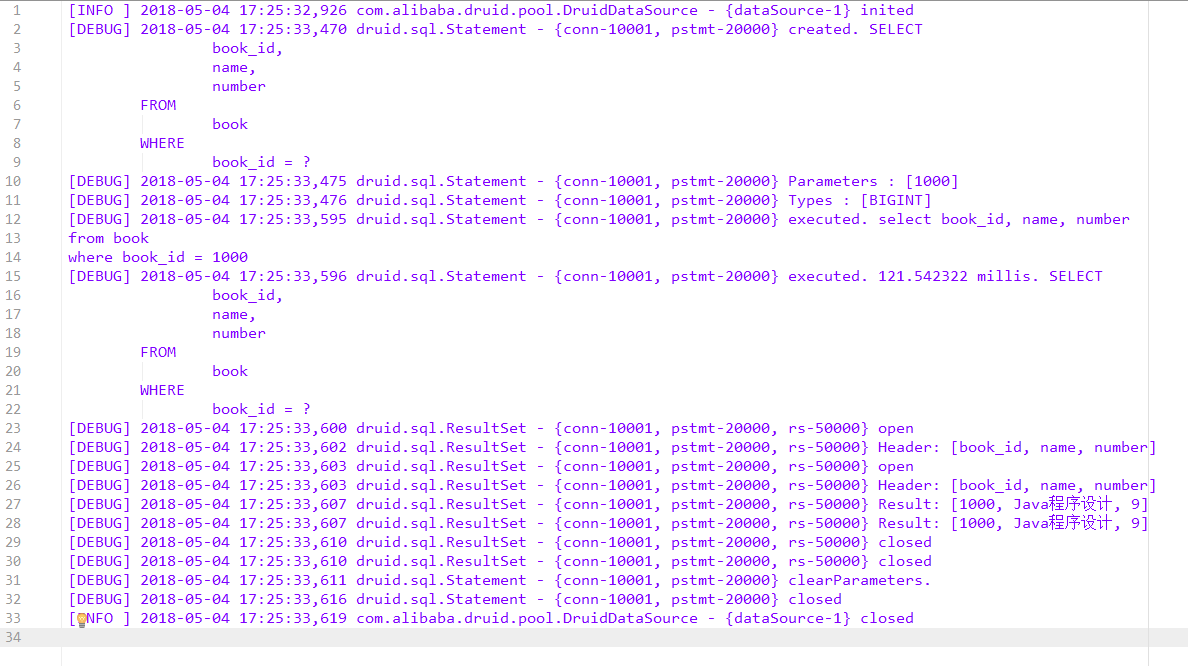 1 [INFO ] 2018-05-04 17:25:32,926 com.alibaba.druid.pool.DruidDataSource - {dataSource-1} inited
2 [DEBUG] 2018-05-04 17:25:33,470 druid.sql.Statement - {conn-10001, pstmt-20000} created. SELECT
3 book_id,
4 name,
5 number
6 FROM
7 book
8 WHERE
9 book_id = ?
10 [DEBUG] 2018-05-04 17:25:33,475 druid.sql.Statement - {conn-10001, pstmt-20000} Parameters : [1000]
11 [DEBUG] 2018-05-04 17:25:33,476 druid.sql.Statement - {conn-10001, pstmt-20000} Types : [BIGINT]
12 [DEBUG] 2018-05-04 17:25:33,595 druid.sql.Statement - {conn-10001, pstmt-20000} executed. select book_id, name, number
13 from book
14 where book_id = 1000
15 [DEBUG] 2018-05-04 17:25:33,596 druid.sql.Statement - {conn-10001, pstmt-20000} executed. 121.542322 millis. SELECT
16 book_id,
17 name,
18 number
19 FROM
20 book
21 WHERE
22 book_id = ?
23 [DEBUG] 2018-05-04 17:25:33,600 druid.sql.ResultSet - {conn-10001, pstmt-20000, rs-50000} open
24 [DEBUG] 2018-05-04 17:25:33,602 druid.sql.ResultSet - {conn-10001, pstmt-20000, rs-50000} Header: [book_id, name, number]
25 [DEBUG] 2018-05-04 17:25:33,603 druid.sql.ResultSet - {conn-10001, pstmt-20000, rs-50000} open
26 [DEBUG] 2018-05-04 17:25:33,603 druid.sql.ResultSet - {conn-10001, pstmt-20000, rs-50000} Header: [book_id, name, number]
27 [DEBUG] 2018-05-04 17:25:33,607 druid.sql.ResultSet - {conn-10001, pstmt-20000, rs-50000} Result: [1000, Java程序设计, 9]
28 [DEBUG] 2018-05-04 17:25:33,607 druid.sql.ResultSet - {conn-10001, pstmt-20000, rs-50000} Result: [1000, Java程序设计, 9]
29 [DEBUG] 2018-05-04 17:25:33,610 druid.sql.ResultSet - {conn-10001, pstmt-20000, rs-50000} closed
30 [DEBUG] 2018-05-04 17:25:33,610 druid.sql.ResultSet - {conn-10001, pstmt-20000, rs-50000} closed
31 [DEBUG] 2018-05-04 17:25:33,611 druid.sql.Statement - {conn-10001, pstmt-20000} clearParameters.
32 [DEBUG] 2018-05-04 17:25:33,616 druid.sql.Statement - {conn-10001, pstmt-20000} closed
33 [ NFO ] 2018-05-04 17:25:33,619 com.alibaba.druid.pool.DruidDataSource - {dataSource-1} closed
34